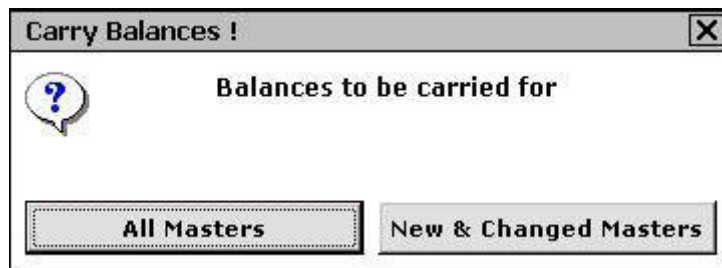 Carry Balances !
Balances to be carried for
All Masters
New & Changed Masters